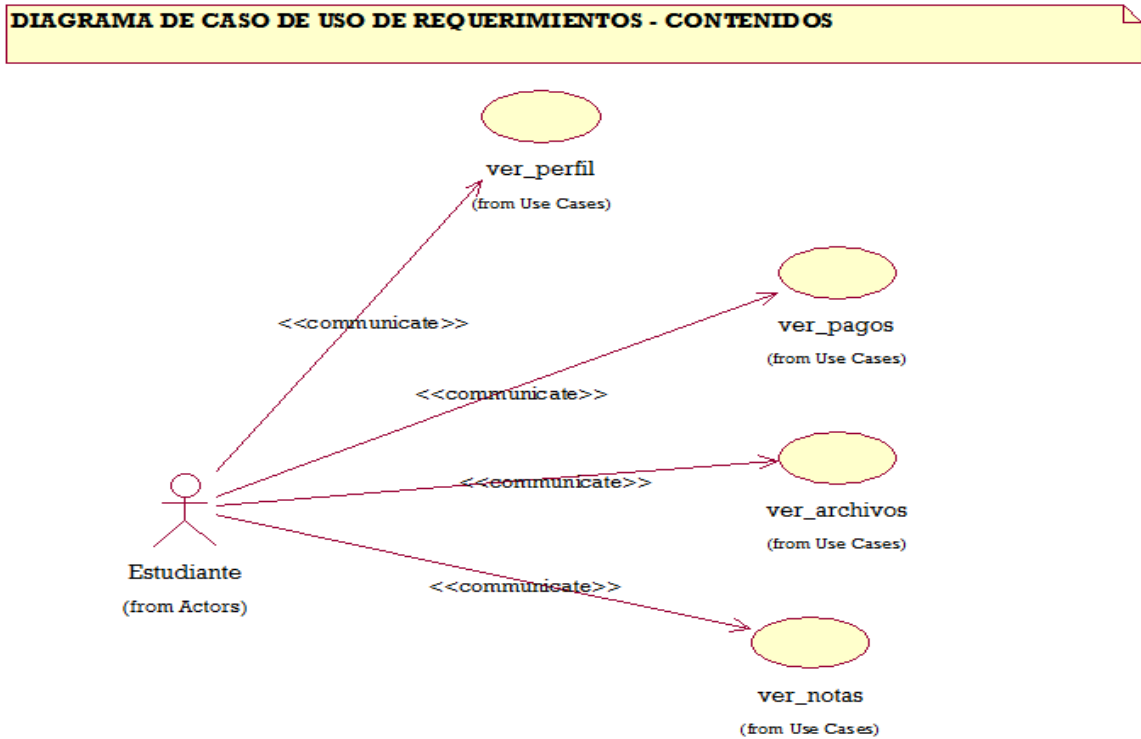 DIAGRAMA DE CASO DE USO DE REQUERIMIENTOS - CONTENIDOS
ver_perfil
(from Use Cases)
<<communicate>>
ver_pagos
(from Use Cases)
<<communicate>>
<<communicate>>
ver_archivos
(from Use Cases)
Estudiante
(from Actors)
<<communicate>>
ver_notas
(from Use Cases)